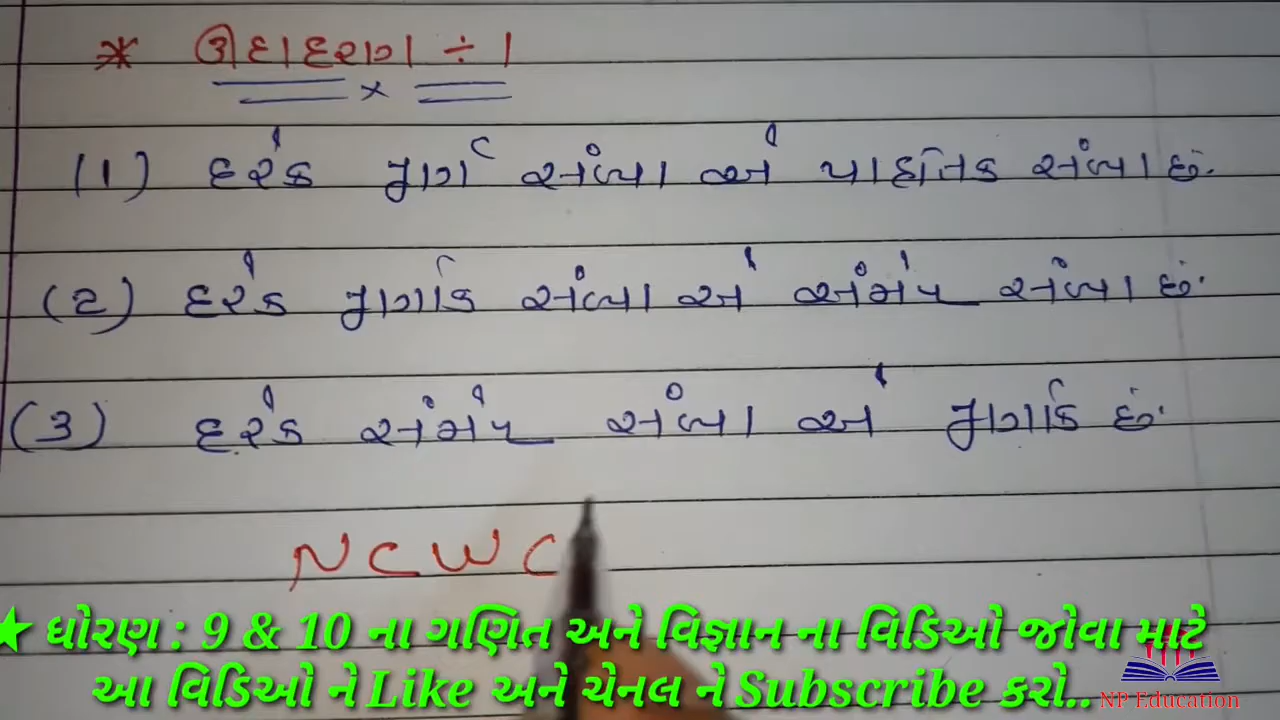 * ઉદાહરણ ÷ 1
(1) દરેક પૂર્ણ સંખ્યા એ પ્રાકૃતિક સંખ્યા છે.
(2) દરેક પૂર્ણાંક સંખ્યા એ સંમેય સંખ્યા છે.
(3) દરેક સંમેય સંખ્યા એ પૂર્ણાંક છે.
NCWC
★ ધોરણ : 9 & 10 ના ગણિત અને વિજ્ઞાન ના વિડિઓ જોવા માટે
આ વિડિઓ ને Like અને ચેનલ ને Subscribe કરો..
NP Education